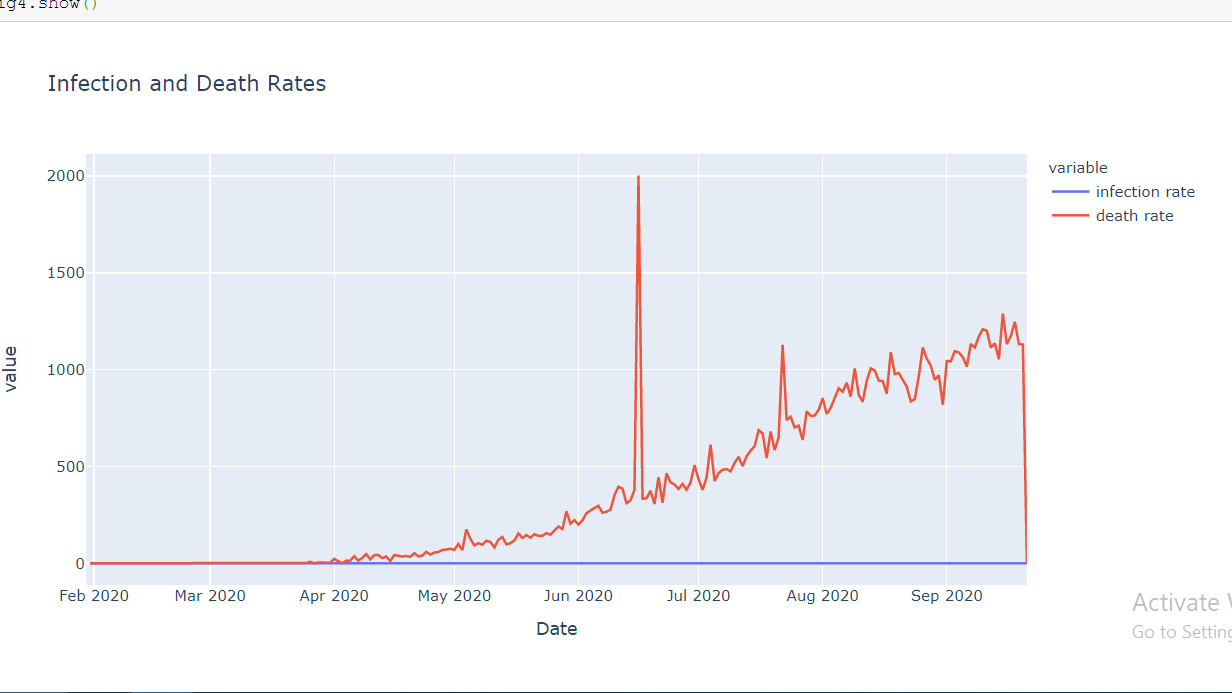 ig4.show()
Infection and Death Rates
variable
infection rate
death rate
value
2000
1500
1000
500
0
Feb 2020
Mar 2020
Apr 2020
May 2020
Jun 2020
Jul 2020
Aug 2020
Sep 2020
Date
Activate
Go to Setting